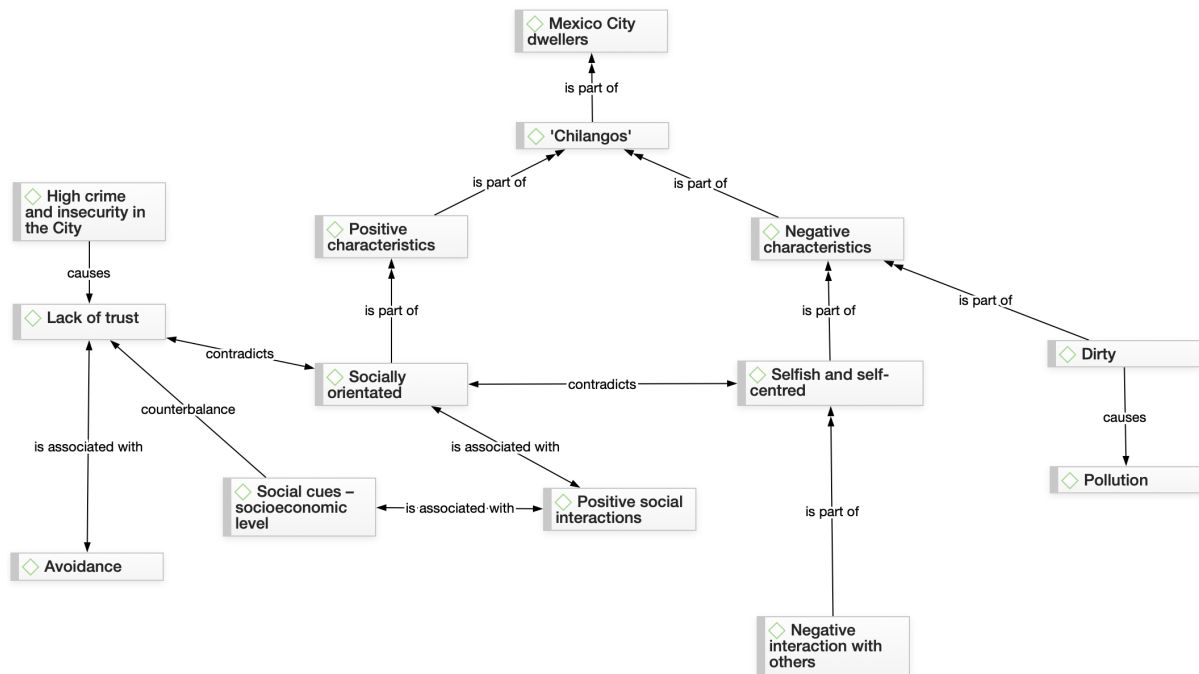 Mexico City
dwellers
is part of
'Chilangos'
is part of
is part of
High crime
and insecurity in
the City
Positive
characteristics
Negative
characteristics
causes
is part of
is part of
is part of
Lack of trust
contradicts
Dirty
Socially
orientated
contradicts
Selfish and self-
centred
counterbalance
causes
is associated with
is associated with
Pollution
Social cues –
socioeconomic
level
is associated with
Positive social
interactions
is part of
Avoidance
Negative
interaction with
others